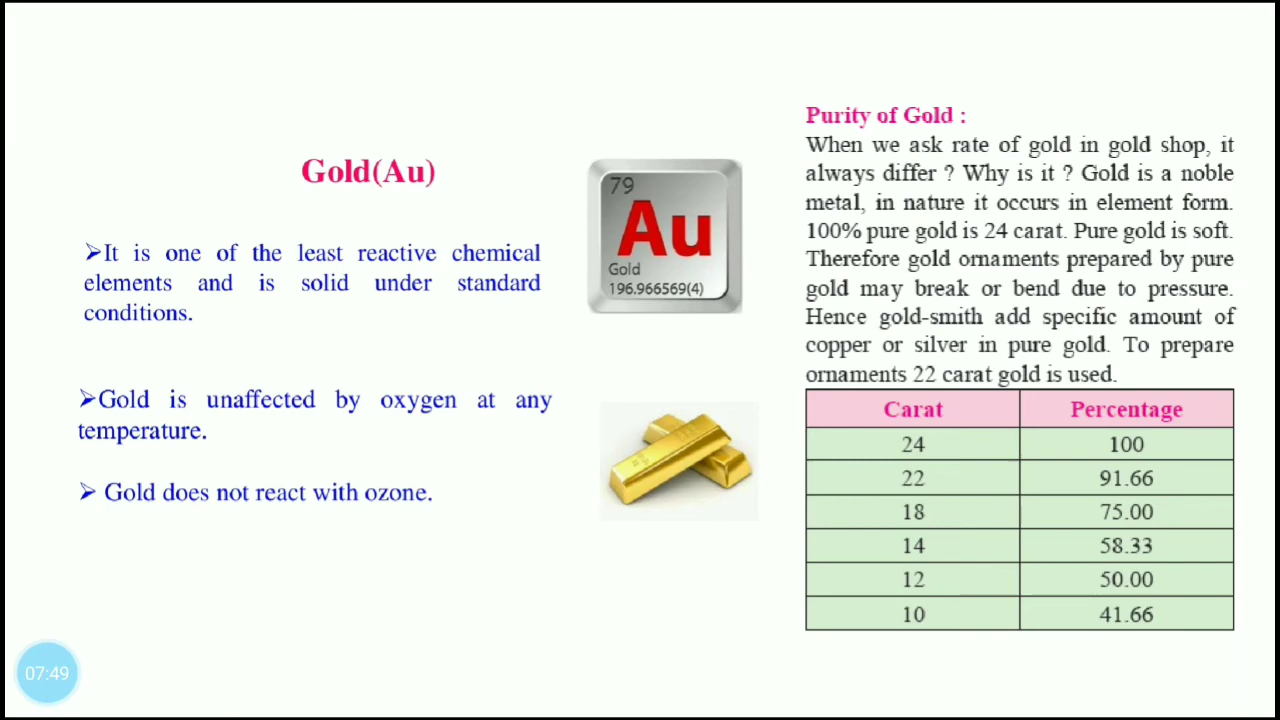 Gold(Au)
➢It is one of the least reactive chemical
elements and is solid under standard
conditions.
➢Gold is unaffected by oxygen at any
temperature.
➢ Gold does not react with ozone.
79
Au
Gold
196.966569(4)
Purity of Gold :
When we ask rate of gold in gold shop, it
always differ ? Why is it ? Gold is a noble
metal, in nature it occurs in element form.
100% pure gold is 24 carat. Pure gold is soft.
Therefore gold ornaments prepared by pure
gold may break or bend due to pressure.
Hence gold-smith add specific amount of
copper or silver in pure gold. To prepare
ornaments 22 carat gold is used.
Carat Percentage
24 100
22 91.66
18 75.00
14 58.33
12 50.00
10 41.66
07:49